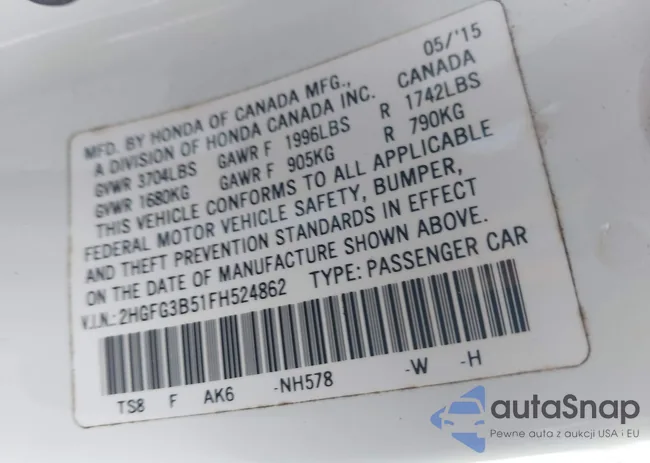 05/'15
MFD. BY HONDA OF CANADA MFG., CANADA
A DIVISION OF HONDA CANADA INC.
GVWR 3704LBS GAWR F 1996LBS R 1742LBS
GVWR 1680KG GAWR F 905KG R 790KG
THIS VEHICLE CONFORMS TO ALL APPLICABLE
FEDERAL MOTOR VEHICLE SAFETY, BUMPER,
AND THEFT PREVENTION STANDARDS IN EFFECT
ON THE DATE OF MANUFACTURE SHOWN ABOVE.
V.I.N.: 2HGFG3B51FH524862 TYPE: PASSENGER CAR
TS8 F AK6 -NH578 -W -H
autaSnap
Pewne auta z aukcji USA i EU